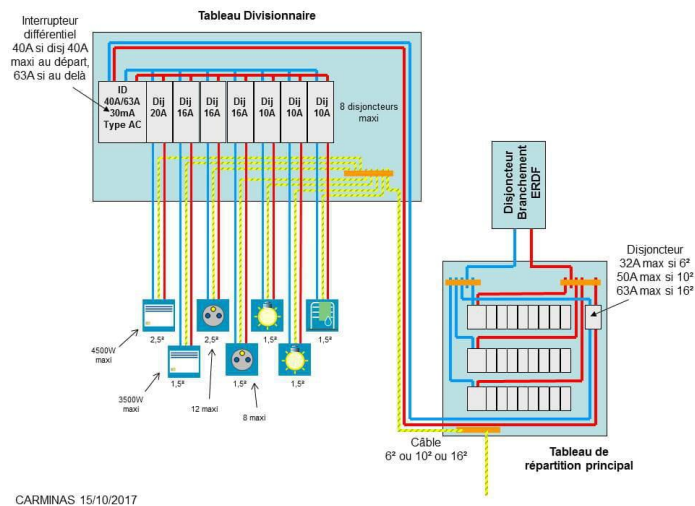 Tableau Divisionnaire
Interrupteur
différentiel
40A si disj 40A
maxi au départ,
63A si au delà
ID
40A/63A
30mA
Type AC
Dij
20A
Dij
16A
Dij
16A
Dij
16A
Dij
10A
Dij
10A
Dij
10A
8 disjoncteurs
maxi
Disjoncteur
Branchement
ERDF
Disjoncteur
32A max si 6²
50A max si 10²
63A max si 16²
2,5²
2,5²
1,5²
1,5²
1,5²
1,5²
1,5²
4500W
maxi
3500W
maxi
12 maxi
8 maxi
Câble
6² ou 10² ou 16²
Tableau de
répartition principal
CARMINAS 15/10/2017